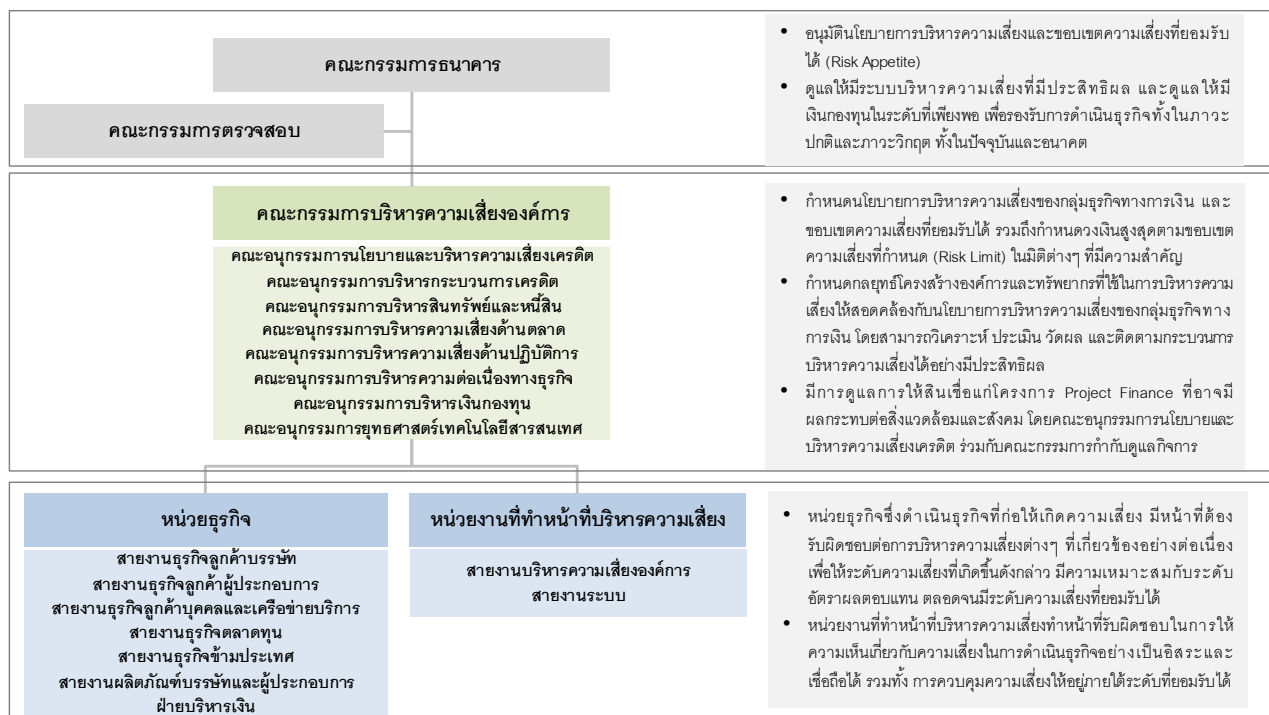 คณะกรรมการธนาคาร
คณะกรรมการตรวจสอบ
• อนุมัตินโยบายการบริหารความเสี่ยงและขอบเขตความเสี่ยงที่ยอมรับ
ได้ (Risk Appetite)
• ดูแลให้มีระบบบริหารความเสี่ยงที่มีประสิทธิผล และดูแลให้มี
เงินกองทุนในระดับที่เพียงพอ เพื่อรองรับการดำเนินธุรกิจทั้งในภาวะ
ปกติและภาวะวิกฤต ทั้งในปัจจุบันและอนาคต
คณะกรรมการบริหารความเสี่ยงองค์การ
คณะอนุกรรมการนโยบายและบริหารความเสี่ยงเครดิต
คณะอนุกรรมการบริหารกระบวนการเครดิต
คณะอนุกรรมการบริหารสินทรัพย์และหนี้สิน
คณะอนุกรรมการบริหารความเสี่ยงด้านตลาด
คณะอนุกรรมการบริหารความเสี่ยงด้านปฏิบัติการ
คณะอนุกรรมการบริหารความต่อเนื่องทางธุรกิจ
คณะอนุกรรมการบริหารเงินกองทุน
คณะอนุกรรมการยุทธศาสตร์เทคโนโลยีสารสนเทศ
• กำหนดนโยบายการบริหารความเสี่ยงของกลุ่มธุรกิจทางการเงิน และ
ขอบเขตความเสี่ยงที่ยอมรับได้ รวมถึงกำหนดวงเงินสูงสุดตามขอบเขต
ความเสี่ยงที่กำหนด (Risk Limit) ในมิติต่างๆ ที่มีความสำคัญ
• กำหนดกลยุทธ์โครงสร้างองค์การและทรัพยากรที่ใช้ในการบริหารความ
เสี่ยงให้สอดคล้องกับนโยบายการบริหารความเสี่ยงของกลุ่มธุรกิจทาง
การเงิน โดยสามารถวิเคราะห์ ประเมิน วัดผล และติดตามกระบวนการ
บริหารความเสี่ยงได้อย่างมีประสิทธิผล
• มีการดูแลการให้สินเชื่อแก่โครงการ Project Finance ที่อาจมี
ผลกระทบต่อสิ่งแวดล้อมและสังคม โดยคณะอนุกรรมการนโยบายและ
บริหารความเสี่ยงเครดิต ร่วมกับคณะกรรมการกำกับดูแลกิจการ
หน่วยธุรกิจ
สายงานธุรกิจลูกค้าบรรษัท
สายงานธุรกิจลูกค้าผู้ประกอบการ
สายงานธุรกิจลูกค้าบุคคลและเครือข่ายบริการ
สายงานธุรกิจตลาดทุน
สายงานธุรกิจข้ามประเทศ
สายงานผลิตภัณฑ์บรรษัทและผู้ประกอบการ
ฝ่ายบริหารเงิน
หน่วยงานที่ทำหน้าที่บริหารความเสี่ยง
สายงานบริหารความเสี่ยงองค์การ
สายงานระบบ
• หน่วยธุรกิจซึ่งดำเนินธุรกิจที่ก่อให้เกิดความเสี่ยง มีหน้าที่ต้อง
รับผิดชอบต่อการบริหารความเสี่ยงต่างๆ ที่เกี่ยวข้องอย่างต่อเนื่อง
เพื่อให้ระดับความเสี่ยงที่เกิดขึ้นดังกล่าว มีความเหมาะสมกับระดับ
อัตราผลตอบแทน ตลอดจนมีระดับความเสี่ยงที่ยอมรับได้
• หน่วยงานที่ทำหน้าที่บริหารความเสี่ยงทำหน้าที่รับผิดชอบในการให้
ความเห็นเกี่ยวกับความเสี่ยงในการดำเนินธุรกิจอย่างเป็นอิสระและ
เชื่อถือได้ รวมทั้ง การควบคุมความเสี่ยงให้อยู่ภายใต้ระดับที่ยอมรับได้